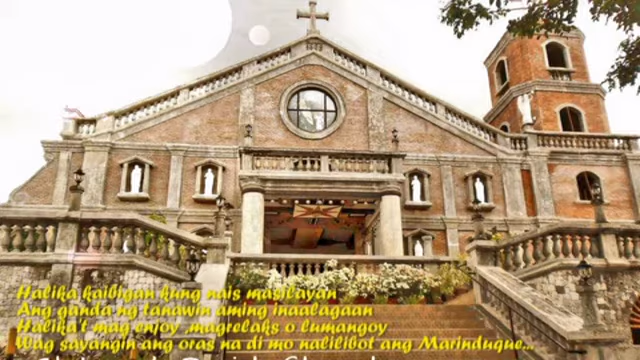 Halika kaibigan kung nais masilayan
Ang ganda ng tanawin aming inaalagaan
Halika't mag enjoy ,magrelaks o lumangoy
Wag sayangin ang oras na di mo nalilibot ang Marinduque...